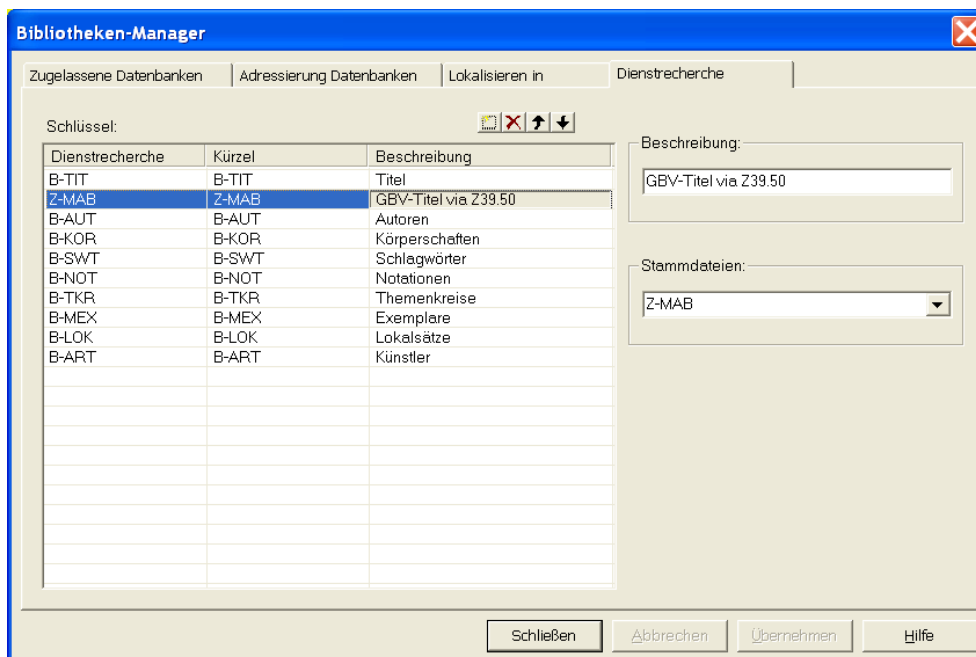 Bibliotheken-Manager
Zugelassene Datenbanken Adressierung Datenbanken Lokalisieren in Dienstrecherche
Schlüssel:
Dienstrecherche Kürzel Beschreibung
B-TIT B-TIT Titel
Z-MAB Z-MAB GBV-Titel via Z39.50
B-AUT B-AUT Autoren
B-KOR B-KOR Körperschaften
B-SWT B-SWT Schlagwörter
B-NOT B-NOT Notationen
B-TKR B-TKR Themenkreise
B-MEX B-MEX Exemplare
B-LOK B-LOK Lokalsätze
B-ART B-ART Künstler
Beschreibung:
GBV-Titel via Z39.50
Stammdateien:
Z-MAB
Schließen Abbrechen Übernehmen Hilfe